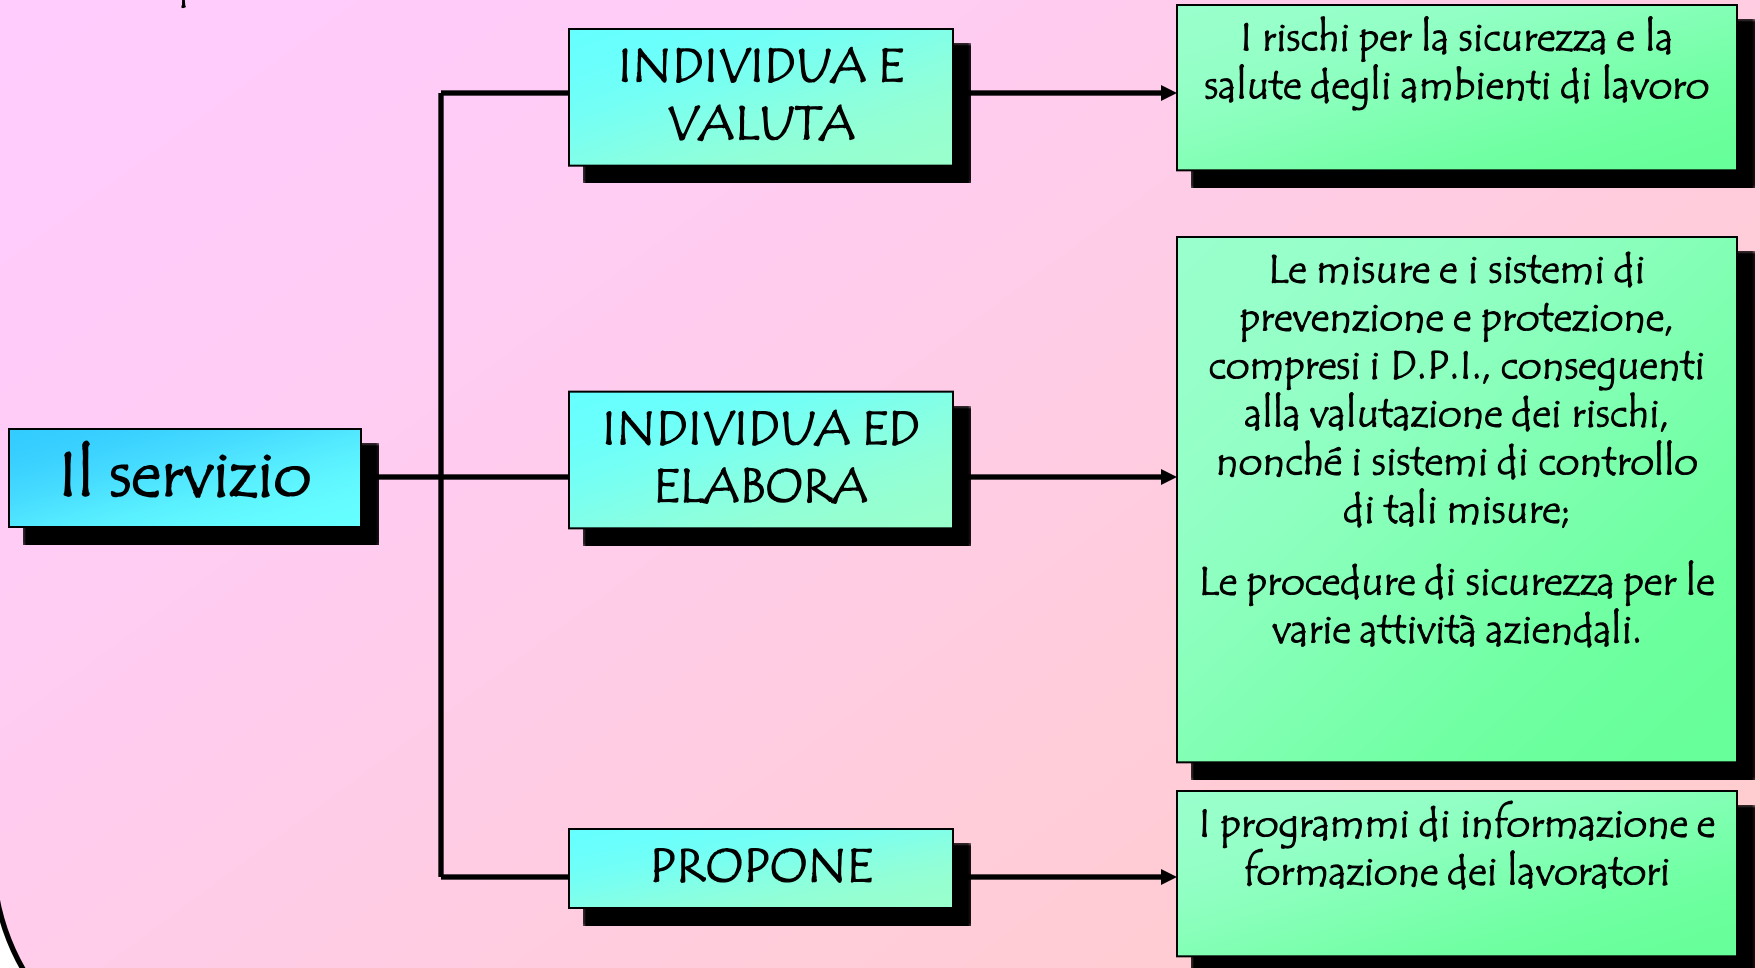 INDIVIDUA E
VALUTA
I rischi per la sicurezza e la
salute degli ambienti di lavoro
Il servizio
INDIVIDUA ED
ELABORA
Le misure e i sistemi di
prevenzione e protezione,
compresi i D.P.I., conseguenti
alla valutazione dei rischi,
nonché i sistemi di controllo
di tali misure;
Le procedure di sicurezza per le
varie attività aziendali.
PROPONE
I programmi di informazione e
formazione dei lavoratori